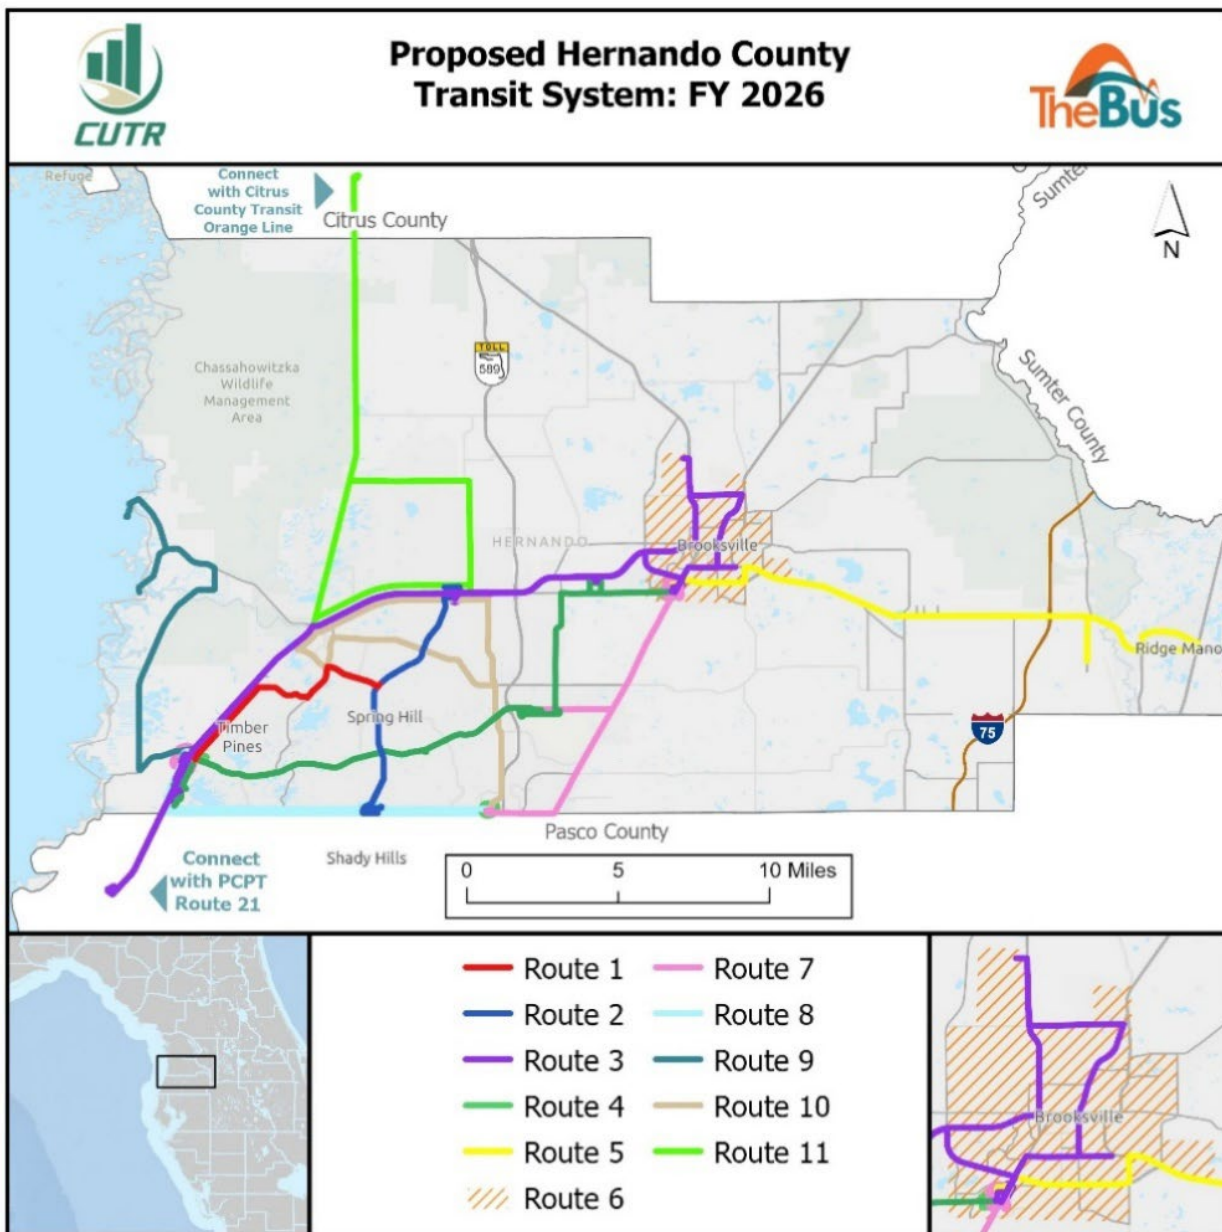 CUTR
Proposed Hernando County
Transit System: FY 2026
TheBus
Refuge
Connect
with Citrus
County Transit
Orange Line
Citrus County
Sumter
N
TOLL
589
Chassahowitzka
Wildlife
Management
Area
Sumter County
HERNANDO
Brooksville
Ridge Mano
Timber
Pines
Spring Hill
75
Pasco County
Shady Hills
Connect
with PCPT
Route 21
0 5 10 Miles
Route 1
Route 2
Route 3
Route 4
Route 5
Route 6
Route 7
Route 8
Route 9
Route 10
Route 11
Brooksville